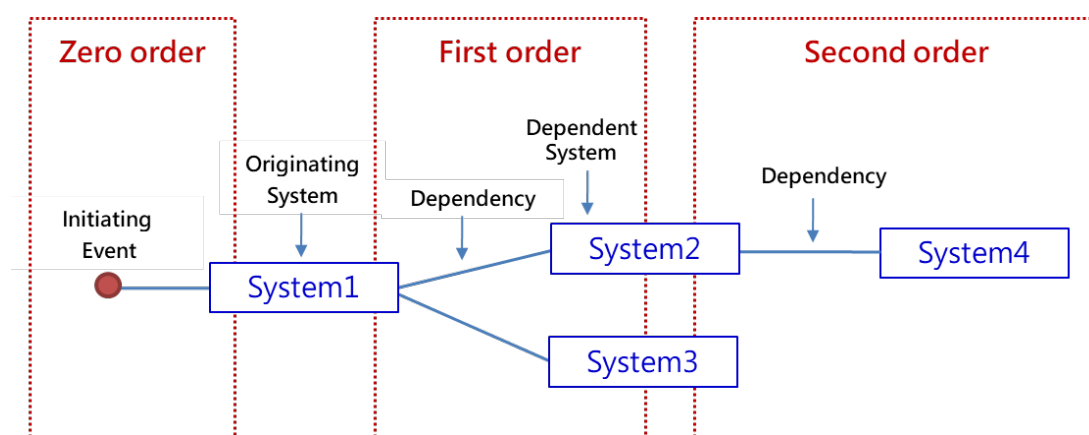 Zero order
First order
Second order
Dependent
System
Originating
System
Dependency
Dependency
Initiating
Event
System1
System2
System4
System3